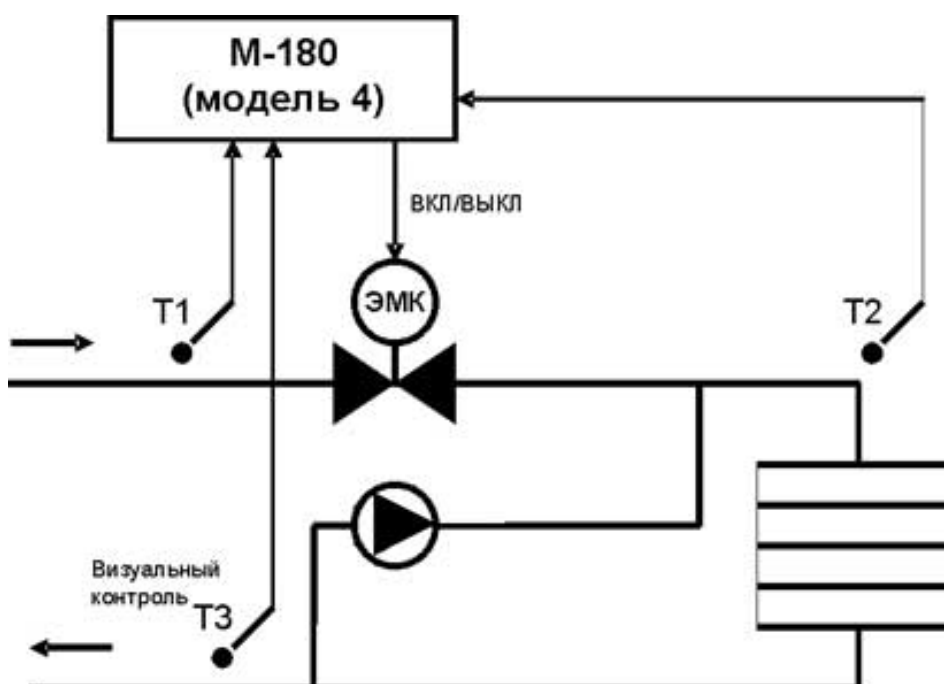 М-180
(модель 4)
ВКЛ/ВЫКЛ
ЭМК
Т1
Т2
Визуальный
контроль
Т3